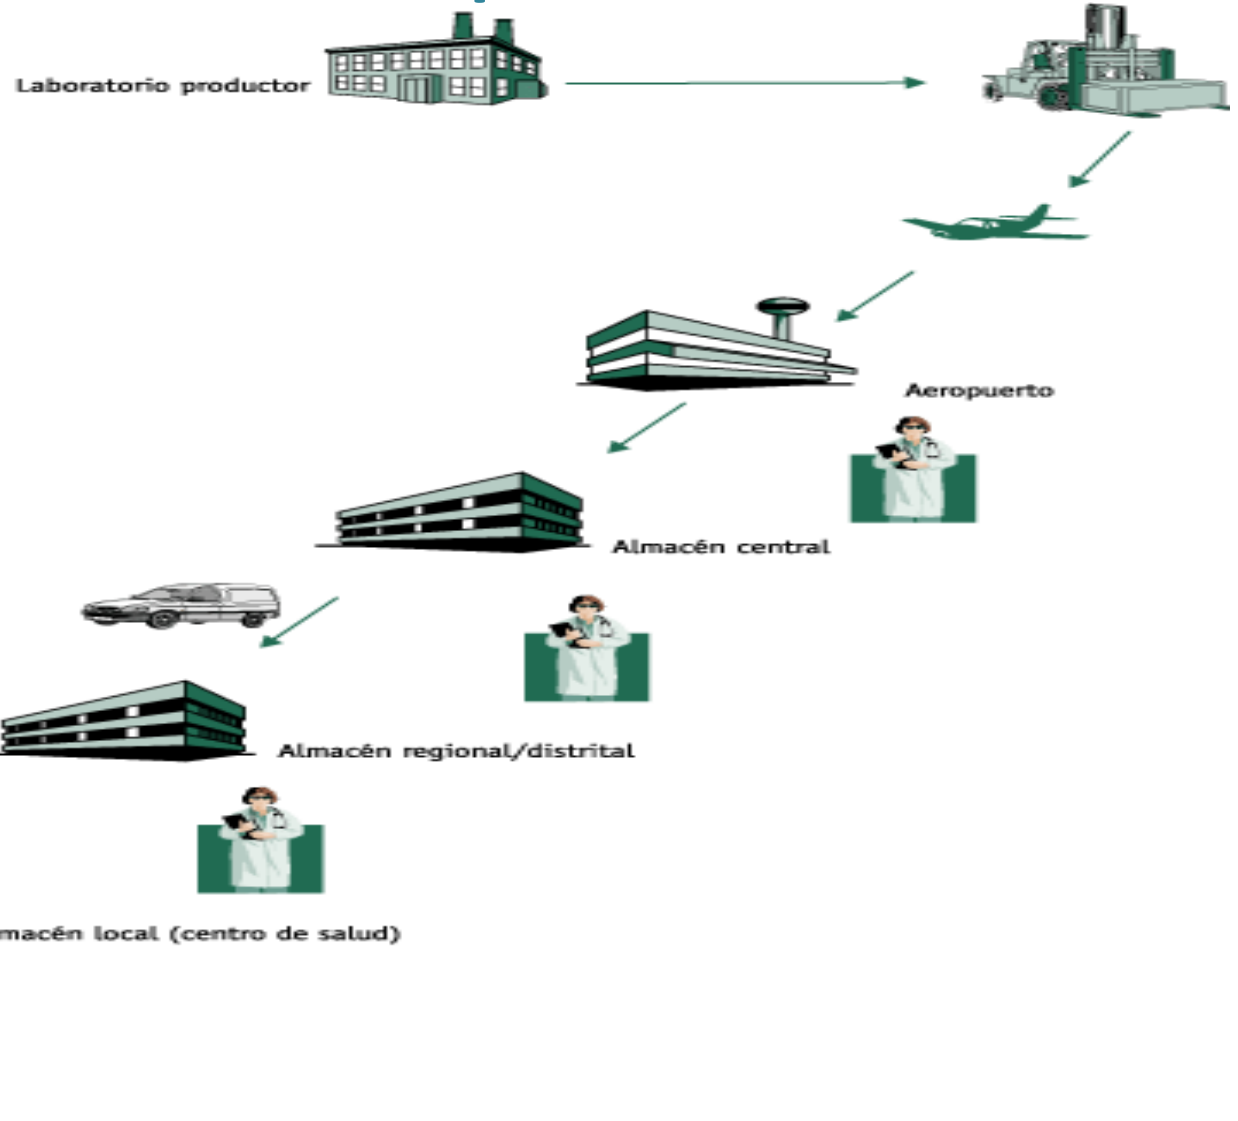 Laboratorio productor
Aeropuerto
Almacén central
Almacén regional/distrital
macén local (centro de salud)